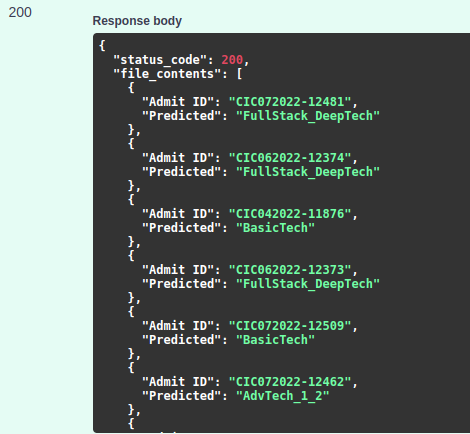 200
Response body
{
  "status_code": 200,
  "file_contents": [
    {
      "Admit ID": "CIC072022-12481",
      "Predicted": "FullStack_DeepTech"
    },
    {
      "Admit ID": "CIC062022-12374",
      "Predicted": "FullStack_DeepTech"
    },
    {
      "Admit ID": "CIC042022-11876",
      "Predicted": "BasicTech"
    },
    {
      "Admit ID": "CIC062022-12373",
      "Predicted": "FullStack_DeepTech"
    },
    {
      "Admit ID": "CIC072022-12509",
      "Predicted": "BasicTech"
    },
    {
      "Admit ID": "CIC072022-12462",
      "Predicted": "AdvTech_1_2"
    },
    {